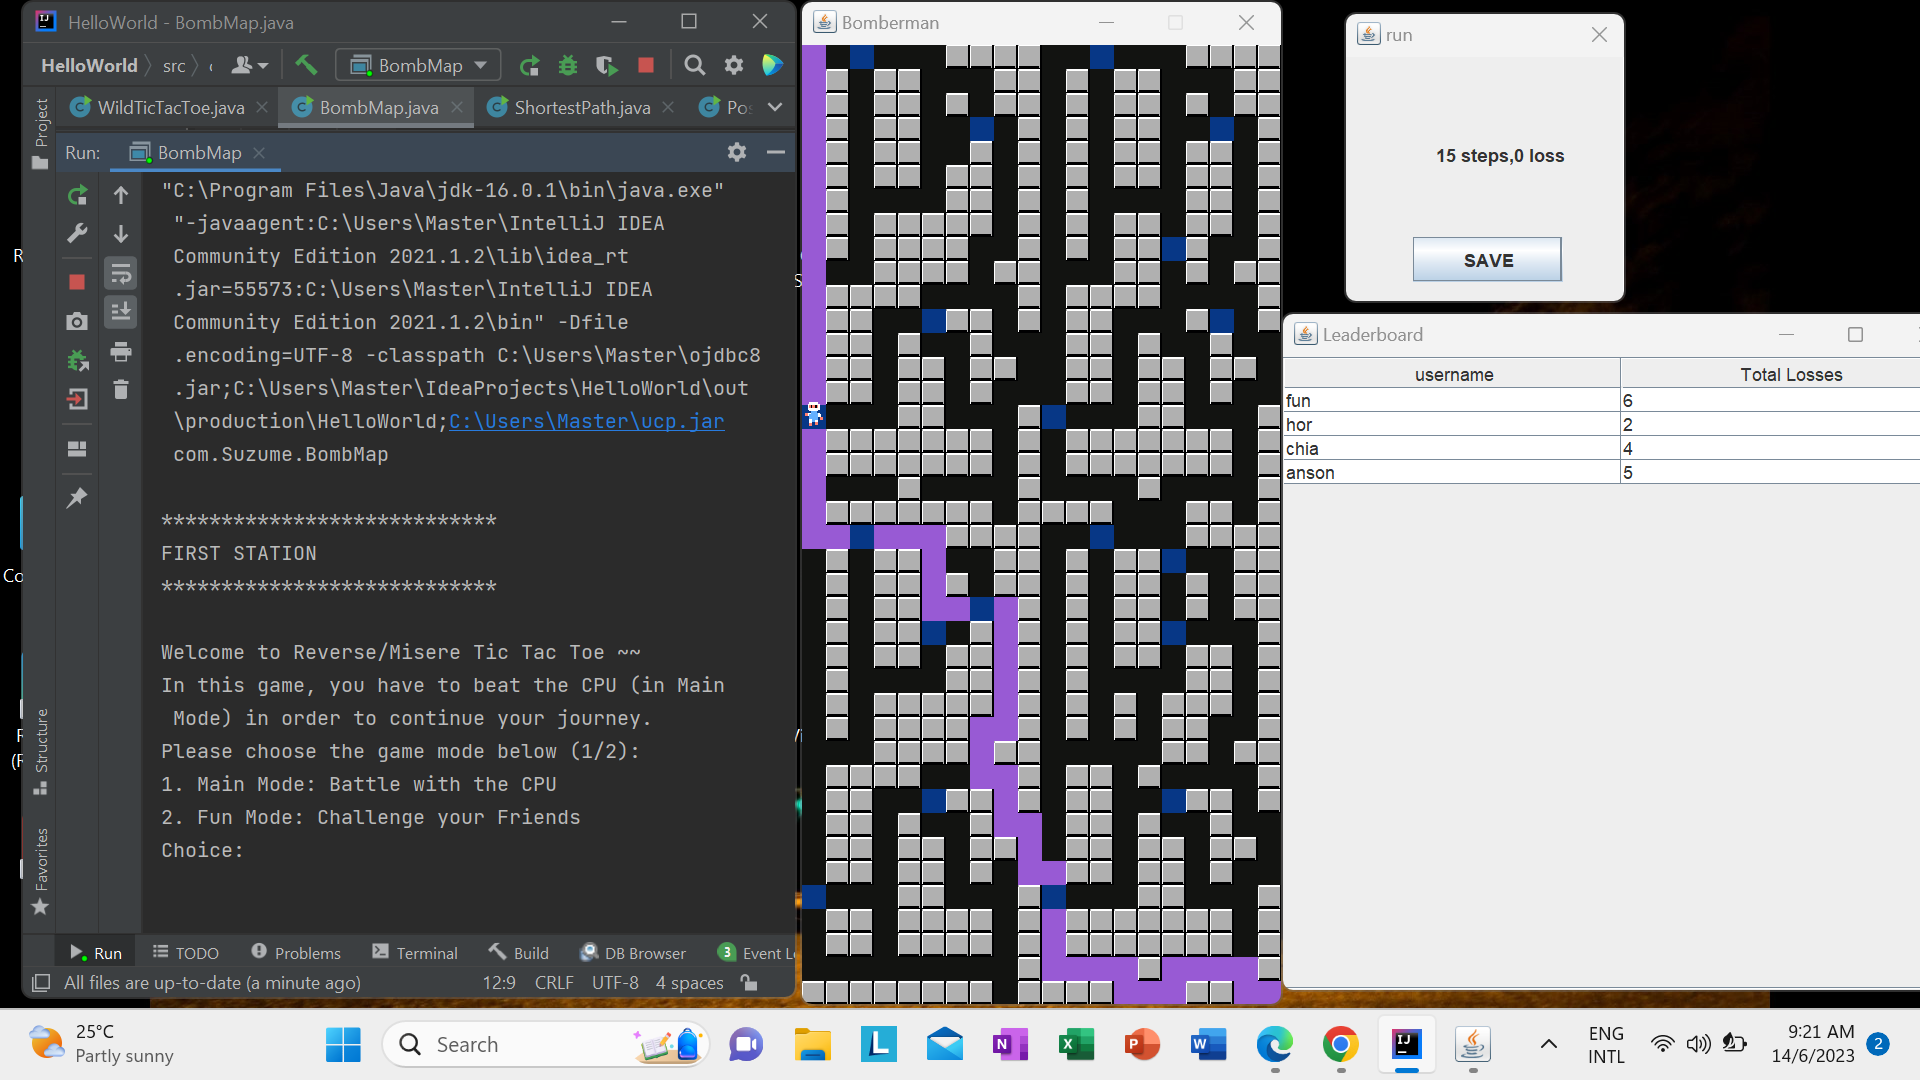 HelloWorld - BombMap.java
HelloWorld
src
BombMap
WildTicTacToe.java
BombMap.java
ShortestPath.java
Project
Run:
BombMap
"C:\Program Files\Java\jdk-16.0.1\bin\java.exe"
"-javaagent:C:\Users\Master\IntelliJ IDEA
Community Edition 2021.1.2\lib\idea_rt
.jar=55573:C:\Users\Master\IntelliJ IDEA
Community Edition 2021.1.2\bin" -Dfile
.encoding=UTF-8 -classpath C:\Users\Master\ojdbc8
.jar;C:\Users\Master\IdeaProjects\HelloWorld\out
\production\HelloWorld;C:\Users\Master\ucp.jar
com.Suzume.BombMap
****************************
FIRST STATION
****************************
Welcome to Reverse/Misere Tic Tac Toe ~~
In this game, you have to beat the CPU (in Main
Mode) in order to continue your journey.
Please choose the game mode below (1/2):
1. Main Mode: Battle with the CPU
2. Fun Mode: Challenge your Friends
Choice:
Structure
Favorites
Run
TODO
Problems
Terminal
Build
DB Browser
3 Event
All files are up-to-date (a minute ago)
12:9
CRLF
UTF-8
4 spaces
Bomberman
run
15 steps,0 loss
SAVE
Leaderboard
username Total Losses
fun 6
hor 2
chia 4
anson 5
25°C
Partly sunny
Search
ENG
INTL
9:21 AM
14/6/2023
2